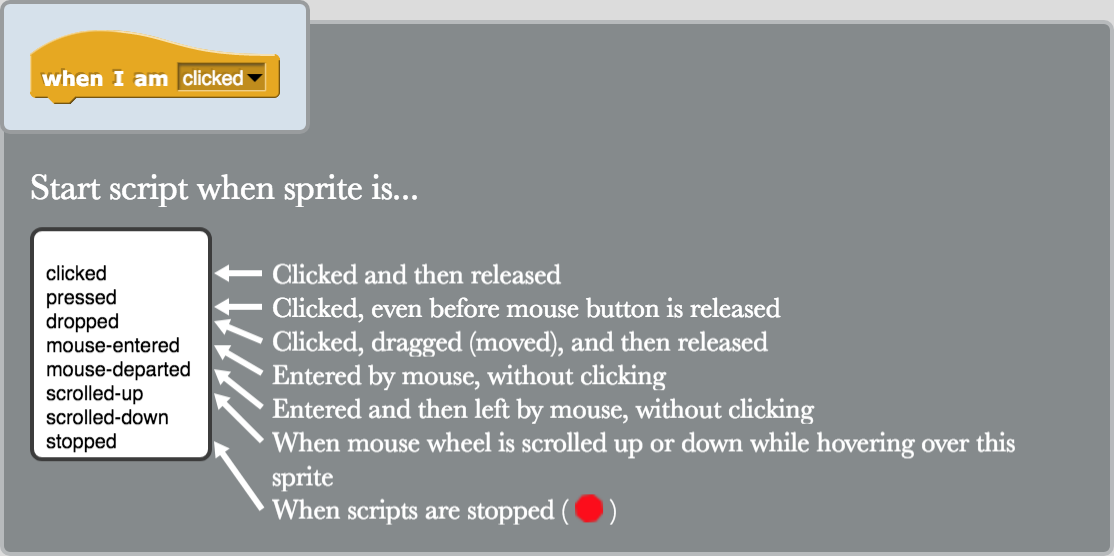 when I am clicked
Start script when sprite is...
clicked
pressed
dropped
mouse-entered
mouse-departed
scrolled-up
scrolled-down
stopped
Clicked and then released
Clicked, even before mouse button is released
Clicked, dragged (moved), and then released
Entered by mouse, without clicking
Entered and then left by mouse, without clicking
When mouse wheel is scrolled up or down while hovering over this
sprite
When scripts are stopped ( )